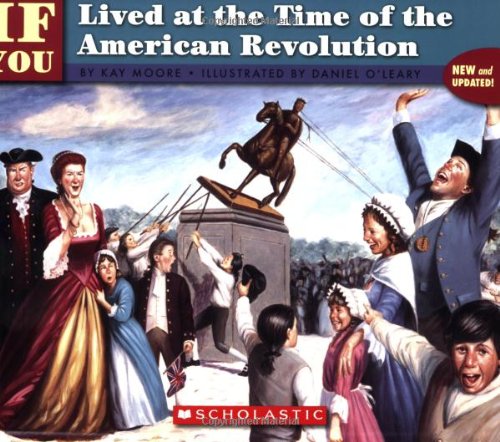 IF
YOU
Lived at the Time of the
American Revolution
BY KAY MOORE • ILLUSTRATED BY DANIEL O'LEARY
NEW and
UPDATED!
SCHOLASTIC